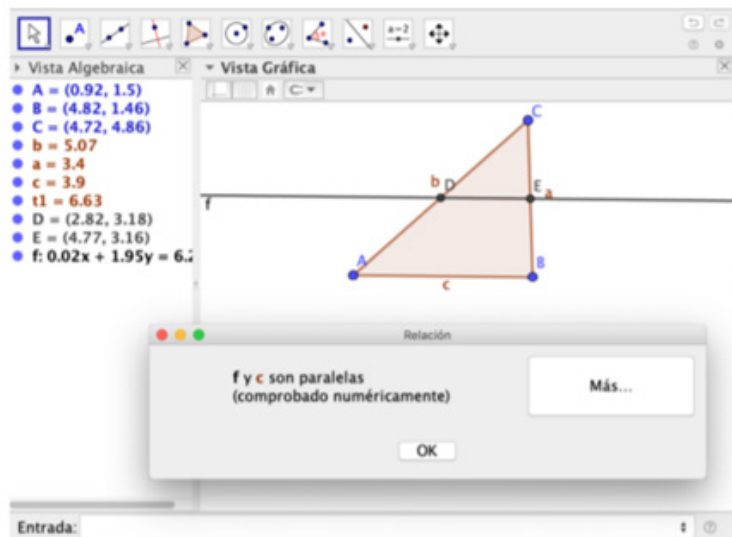 A
a=2
Vista Algebraica
Vista Gráfica
A = (0.92, 1.5)
B = (4.82, 1.46)
C = (4.72, 4.86)
b = 5.07
a = 3.4
c = 3.9
t1 = 6.63
D = (2.82, 3.18)
E = (4.77, 3.16)
f: 0.02x + 1.95y = 6.2
C
b
D
E
a
f
A
B
c
Relación
f y c son paralelas
(comprobado numéricamente)
Más...
OK
Entrada: